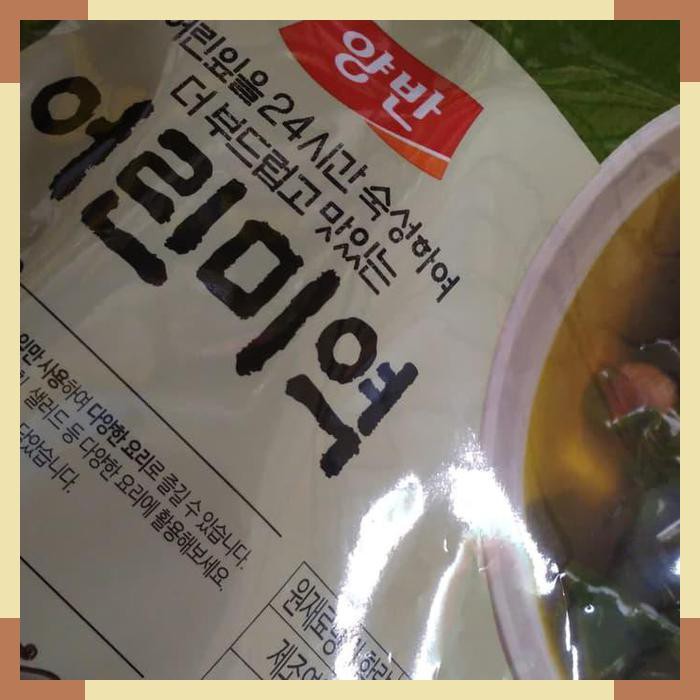 양반
어린잎을 24시간 숙성하여
더 부드럽고 맛있는
어린미역
사용하여 다양한 요리로 즐길 수 있습니다.
샐러드 등 다양한 요리에 활용해보세요.
담았습니다.